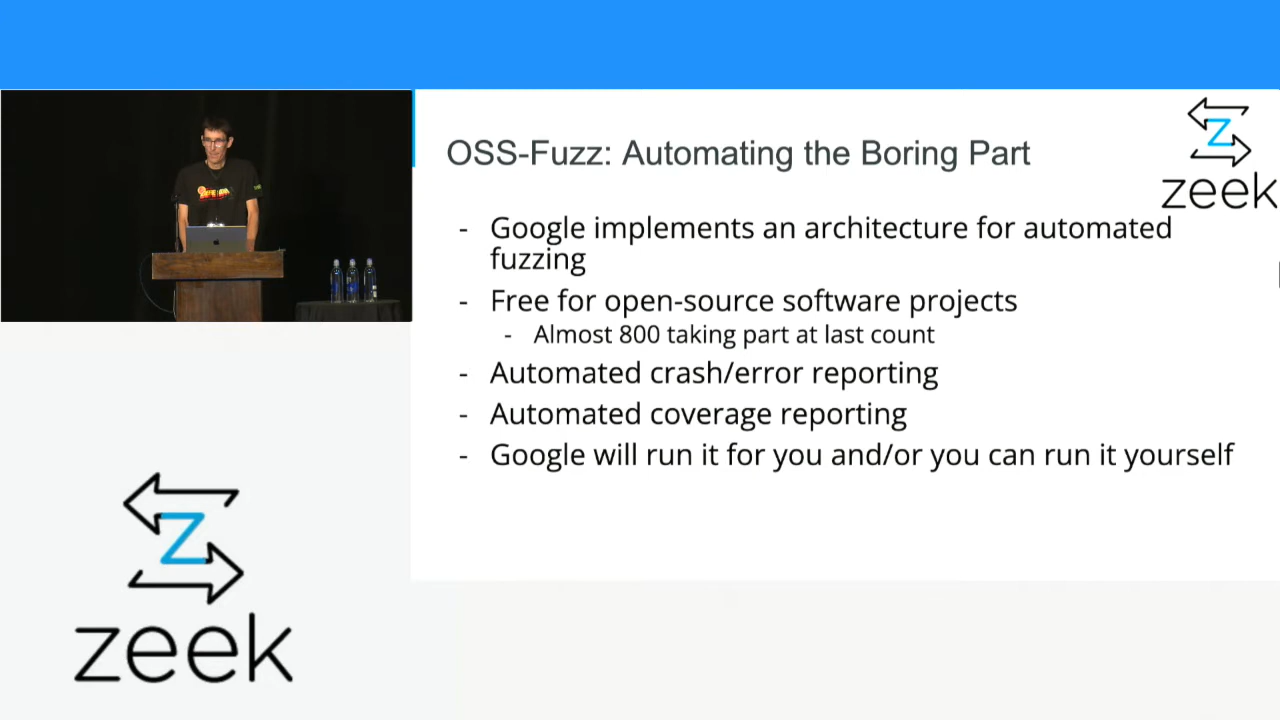 OSS-Fuzz: Automating the Boring Part
zeek
- Google implements an architecture for automated
fuzzing
- Free for open-source software projects
- Almost 800 taking part at last count
- Automated crash/error reporting
- Automated coverage reporting
- Google will run it for you and/or you can run it yourself
Z
zeek